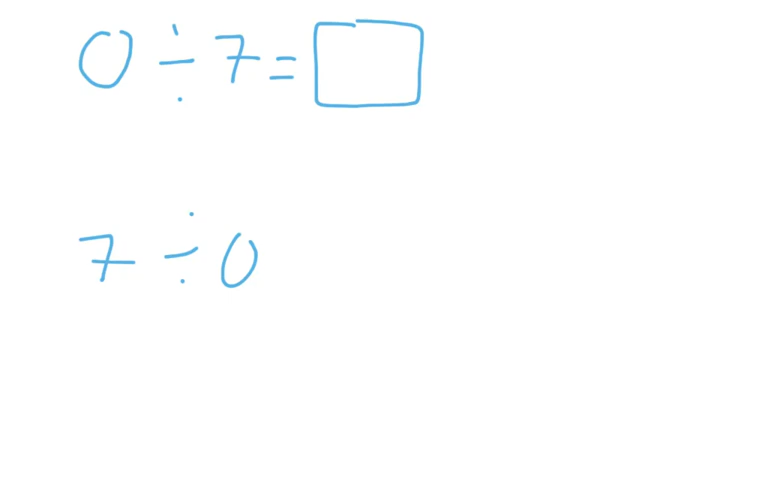 0 ÷ 7 = □
7 ÷ 0